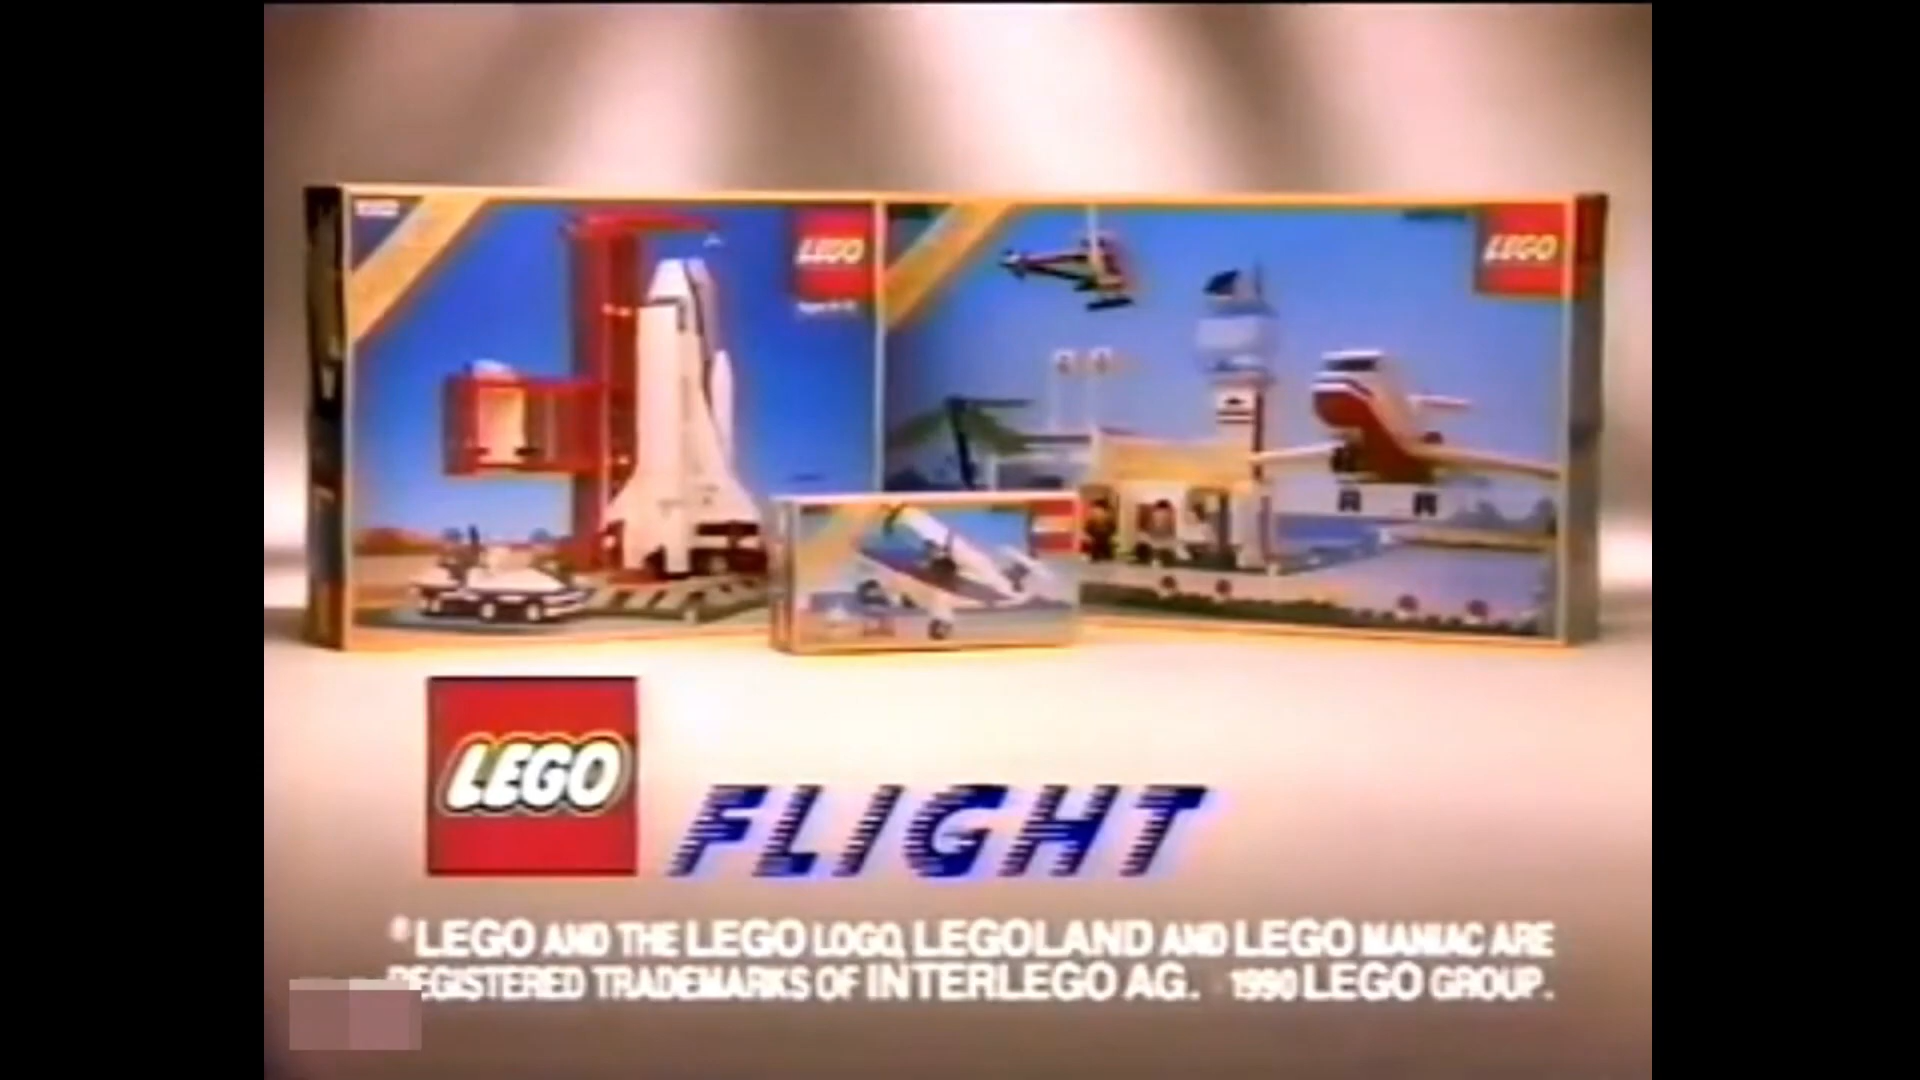 LEGO
LEGO
LEGO
FLIGHT
® LEGO AND THE LEGO LOGO, LEGOLAND AND LEGO MANIAC ARE
REGISTERED TRADEMARKS OF INTERLEGO AG. 1990 LEGO GROUP.